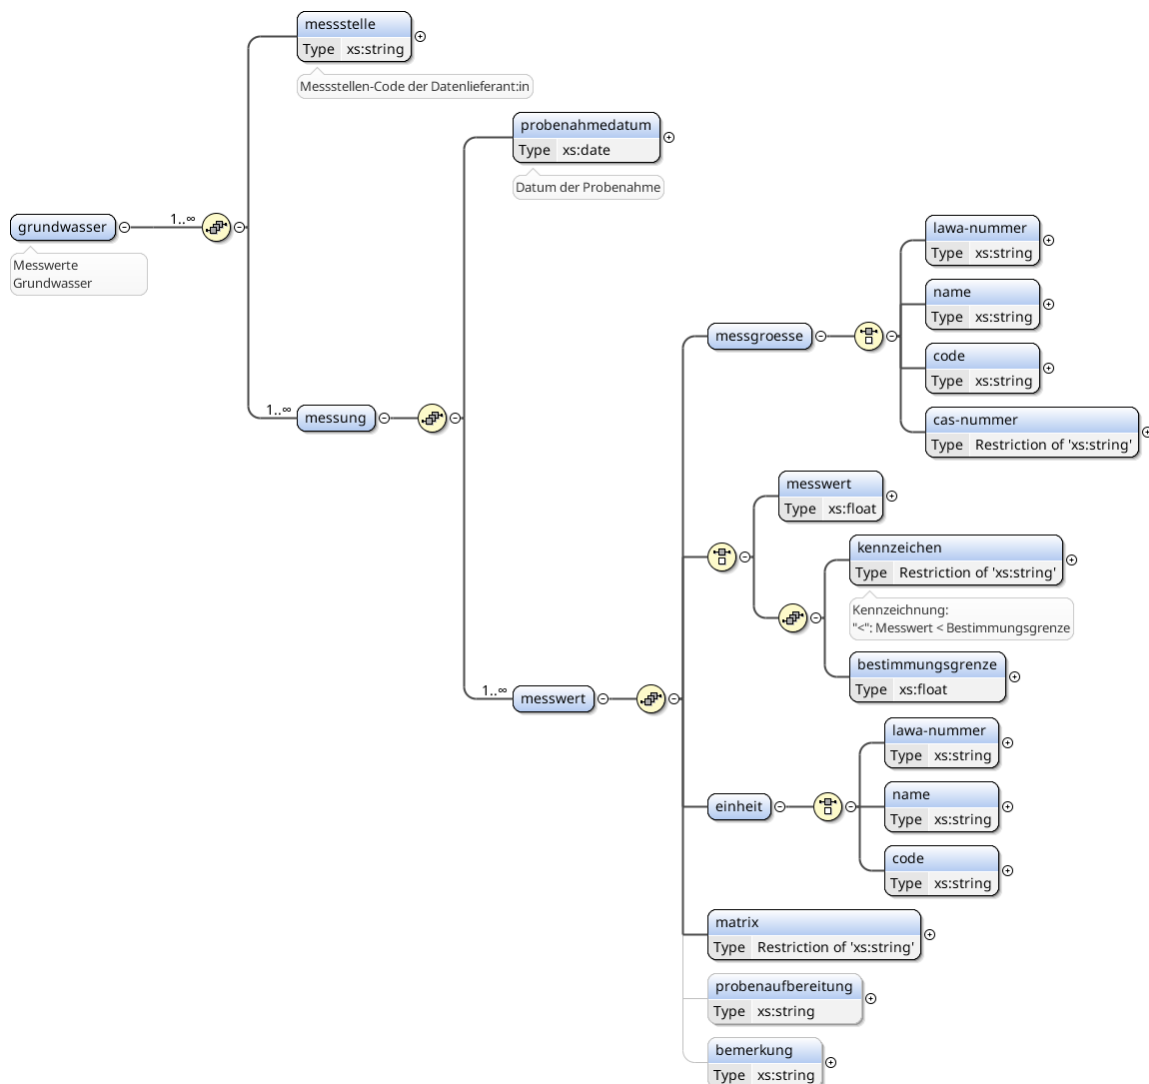 messstelle
Type xs:string
Messstellen-Code der Datenlieferant:in
probenahmedatum
Type xs:date
Datum der Probenahme
grundwasser
1..∞
Messwerte
Grundwasser
lawa-nummer
Type xs:string
name
Type xs:string
messgroesse
code
Type xs:string
1..∞
messung
cas-nummer
Type Restriction of 'xs:string'
messwert
Type xs:float
kennzeichen
Type Restriction of 'xs:string'
Kennzeichnung:
"<": Messwert < Bestimmungsgrenze
bestimmungsgrenze
Type xs:float
1..∞
messwert
lawa-nummer
Type xs:string
einheit
name
Type xs:string
code
Type xs:string
matrix
Type Restriction of 'xs:string'
probenaufbereitung
Type xs:string
bemerkung
Type xs:string